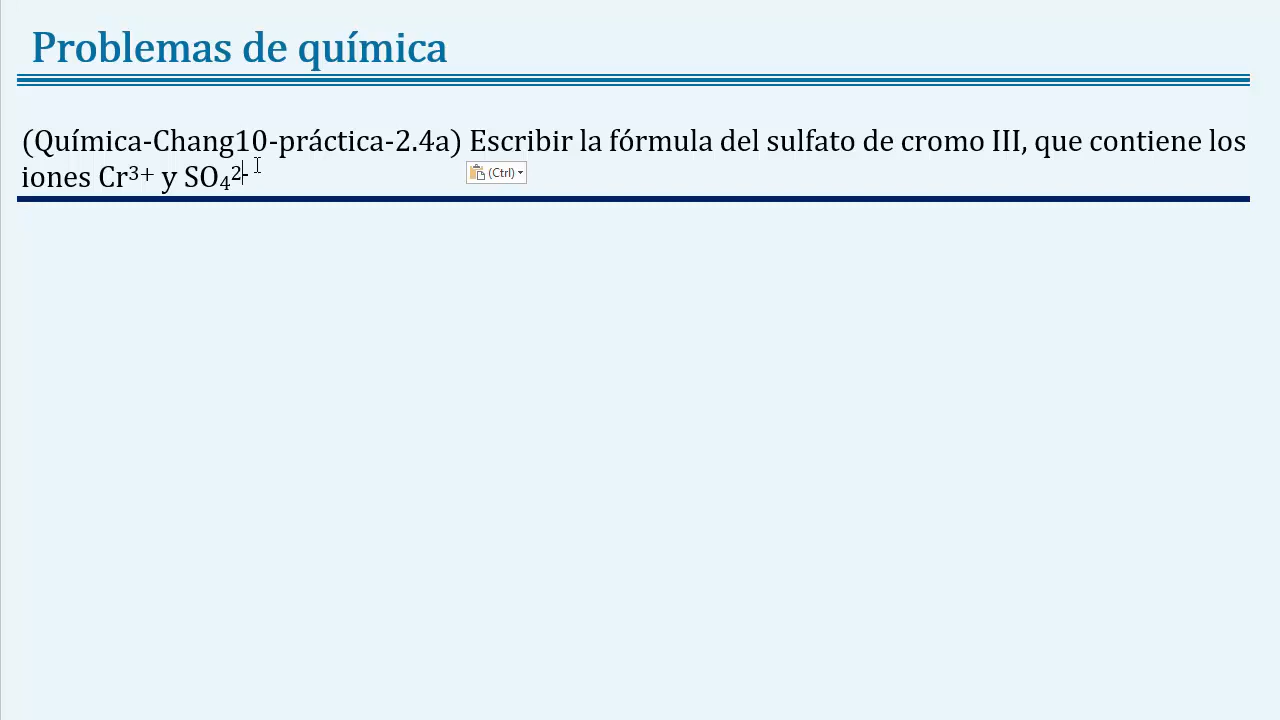 Problemas de química
(Química-Chang10-práctica-2.4a) Escribir la fórmula del sulfato de cromo III, que contiene los
iones Cr³⁺ y SO₄²⁻
(Ctrl)